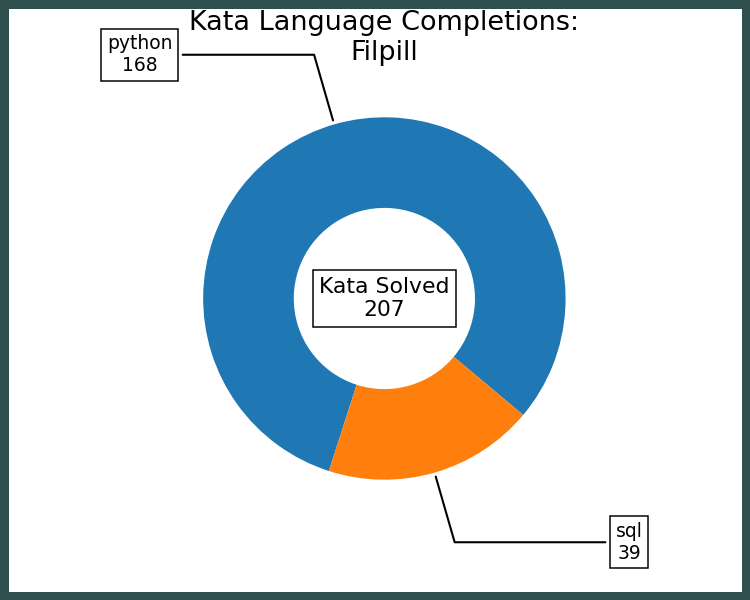 Kata Language Completions:
Filpill
python
168
Kata Solved
207
sql
39